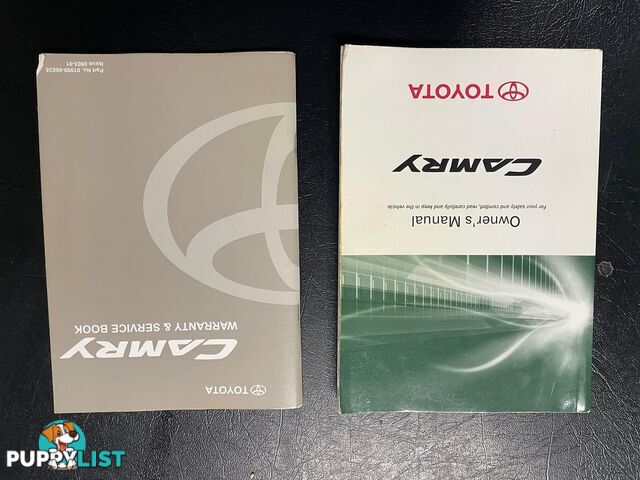 TOYOTA
CAMRY
WARRANTY & SERVICE BOOK
Part No. 01999-06035
Issue 0903-01
Owner's Manual
For your safety and comfort, read carefully and keep in the vehicle.
CAMRY
TOYOTA
PUPPYLIST